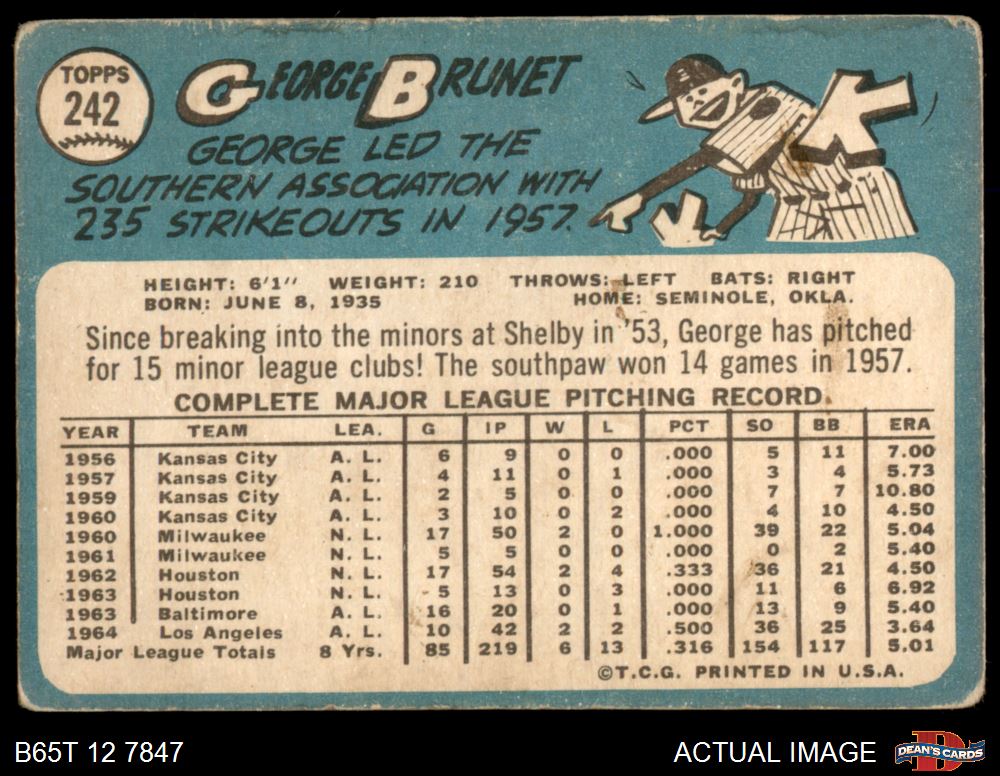 TOPPS
242
GEORGE BRUNET
GEORGE LED THE
SOUTHERN ASSOCIATION WITH
235 STRIKEOUTS IN 1957.
K
K
HEIGHT: 6'1" WEIGHT: 210 THROWS: LEFT BATS: RIGHT
BORN: JUNE 8, 1935 HOME: SEMINOLE, OKLA.
Since breaking into the minors at Shelby in '53, George has pitched
for 15 minor league clubs! The southpaw won 14 games in 1957.
COMPLETE MAJOR LEAGUE PITCHING RECORD
YEAR TEAM LEA. G IP W L PCT SO BB ERA
1956 Kansas City A. L. 6 9 0 0 .000 5 11 7.00
1957 Kansas City A. L. 4 11 0 1 .000 3 4 5.73
1959 Kansas City A. L. 2 5 0 0 .000 7 7 10.80
1960 Kansas City A. L. 3 10 0 2 .000 4 10 4.50
1960 Milwaukee N. L. 17 50 2 0 1.000 39 22 5.04
1961 Milwaukee N. L. 5 5 0 0 .000 0 2 5.40
1962 Houston N. L. 17 54 2 4 .333 36 21 4.50
1963 Houston N. L. 5 13 0 3 .000 11 6 6.92
1963 Baltimore A. L. 16 20 0 1 .000 13 9 5.40
1964 Los Angeles A. L. 10 42 2 2 .500 36 25 3.64
Major League Totals 8 Yrs. 85 219 6 13 .316 154 117 5.01
©T.C.G. PRINTED IN U.S.A.
B65T 12 7847 ACTUAL IMAGE
D
DEAN'S CARDS